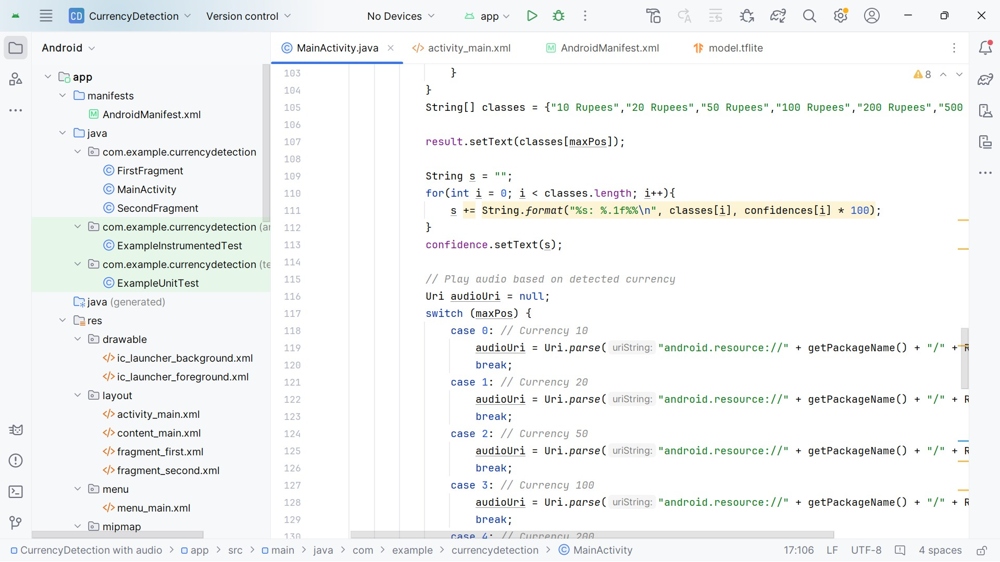 CD CurrencyDetection Version control No Devices app
Android
MainActivity.java activity_main.xml AndroidManifest.xml model.tflite
app
manifests
AndroidManifest.xml
java
com.example.currencydetection
FirstFragment
MainActivity
SecondFragment
com.example.currencydetection (ar
ExampleInstrumentedTest
com.example.currencydetection (te
ExampleUnitTest
java (generated)
res
drawable
ic_launcher_background.xml
ic_launcher_foreground.xml
layout
activity_main.xml
content_main.xml
fragment_first.xml
fragment_second.xml
menu
menu_main.xml
mipmap
8
103 }
104 }
105 String[] classes = {"10 Rupees","20 Rupees","50 Rupees","100 Rupees","200 Rupees","500
106
107 result.setText(classes[maxPos]);
108
109 String s = "";
110 for(int i = 0; i < classes.length; i++){
111 s += String.format("%s: %.1f%%\n", classes[i], confidences[i] * 100);
112 }
113 confidence.setText(s);
114
115 // Play audio based on detected currency
116 Uri audioUri = null;
117 switch (maxPos) {
118 case 0: // Currency 10
119 audioUri = Uri.parse( uriString: "android.resource://" + getPackageName() + "/" + R
120 break;
121 case 1: // Currency 20
122 audioUri = Uri.parse( uriString: "android.resource://" + getPackageName() + "/" + R
123 break;
124 case 2: // Currency 50
125 audioUri = Uri.parse( uriString: "android.resource://" + getPackageName() + "/" + R
126 break;
127 case 3: // Currency 100
128 audioUri = Uri.parse( uriString: "android.resource://" + getPackageName() + "/" + R
129 break;
130 case 4: // Currency 200
CurrencyDetection with audio > app > src > main > java > com > example > currencydetection > MainActivity 17:106 LF UTF-8 4 spaces